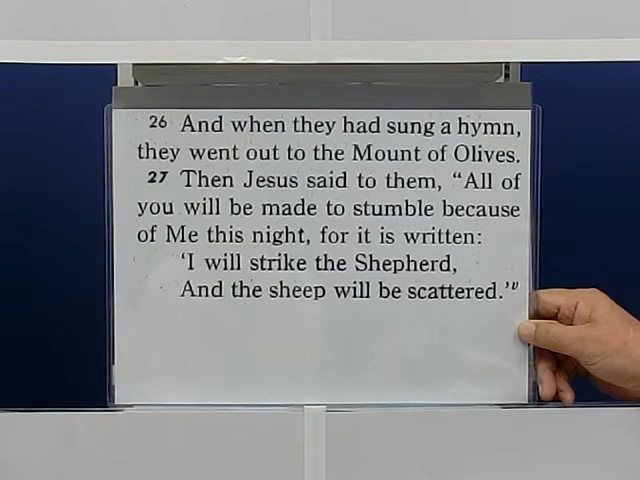 26 And when they had sung a hymn,
they went out to the Mount of Olives.
27 Then Jesus said to them, “All of
you will be made to stumble because
of Me this night, for it is written:
‘I will strike the Shepherd,
And the sheep will be scattered.’ᵛ